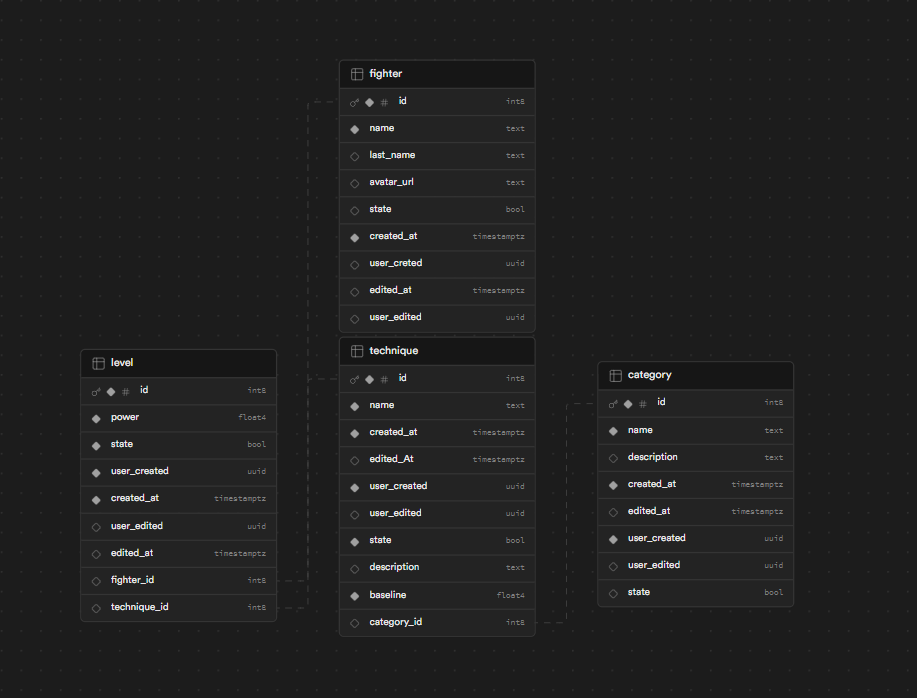 fighter
# id int8
name text
last_name text
avatar_url text
state bool
created_at timestamptz
user_creted uuid
edited_at timestamptz
user_edited uuid
technique
# id int8
name text
created_at timestamptz
edited_At timestamptz
user_created uuid
user_edited uuid
state bool
description text
baseline float4
category_id int8
level
# id int8
power float4
state bool
user_created uuid
created_at timestamptz
user_edited uuid
edited_at timestamptz
fighter_id int8
technique_id int8
category
# id int8
name text
description text
created_at timestamptz
edited_at timestamptz
user_created uuid
user_edited uuid
state bool